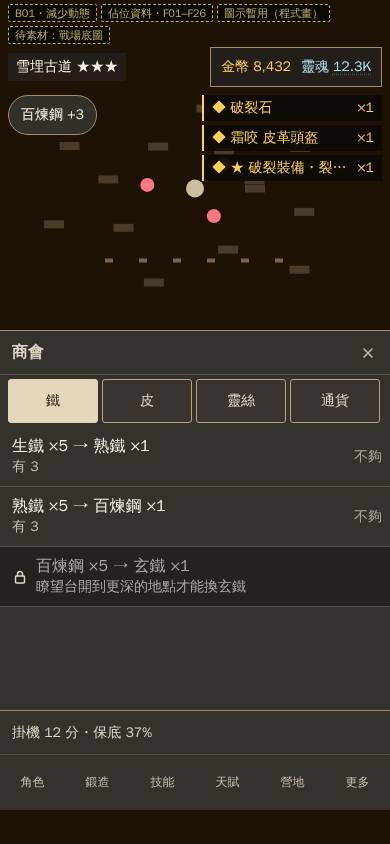 B01・減少動態 佔位資料・F01–F26 圖示暫用（程式畫）
待素材：戰場底圖
雪埋古道 ★★★
金幣 8,432 靈魂 12.3K
百煉鋼 +3
◆ 破裂石 ×1
◆ 霜咬 皮革頭盔 ×1
◆ ★ 破裂裝備・裂… ×1
商會 ×
鐵 皮 靈絲 通貨
生鐵 ×5 → 熟鐵 ×1
有 3
不夠
熟鐵 ×5 → 百煉鋼 ×1
有 3
不夠
百煉鋼 ×5 → 玄鐵 ×1
瞭望台開到更深的地點才能換玄鐵
掛機 12 分・保底 37%
角色 鍛造 技能 天賦 營地 更多